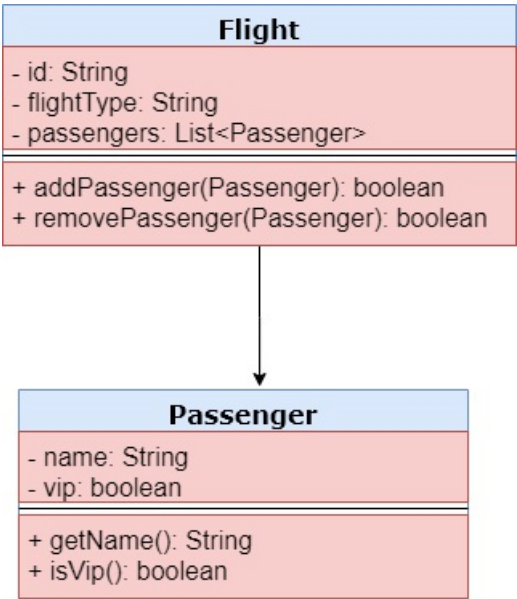 Flight
- id: String
- flightType: String
- passengers: List<Passenger>
+ addPassenger(Passenger): boolean
+ removePassenger(Passenger): boolean
Passenger
- name: String
- vip: boolean
+ getName(): String
+ isVip(): boolean